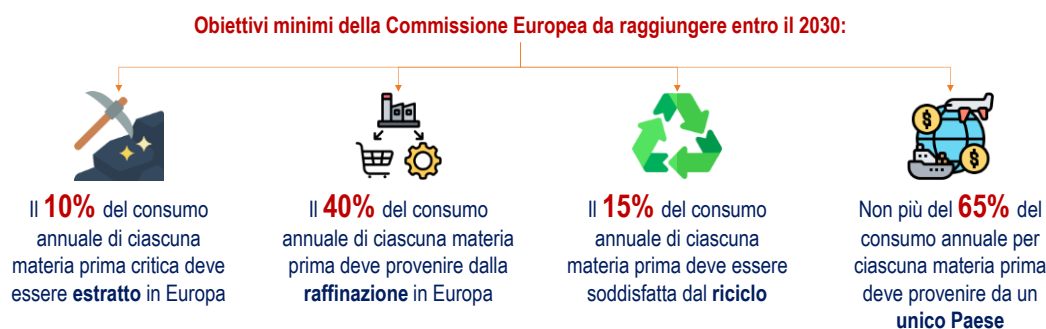 Obiettivi minimi della Commissione Europea da raggiungere entro il 2030:
Il 10% del consumo
annuale di ciascuna
materia prima critica deve
essere estratto in Europa
Il 40% del consumo
annuale di ciascuna materia
prima deve provenire dalla
raffinazione in Europa
Il 15% del consumo
annuale di ciascuna
materia prima deve essere
soddisfatta dal riciclo
$
$
Non più del 65% del
consumo annuale per
ciascuna materia prima
deve provenire da un
unico Paese